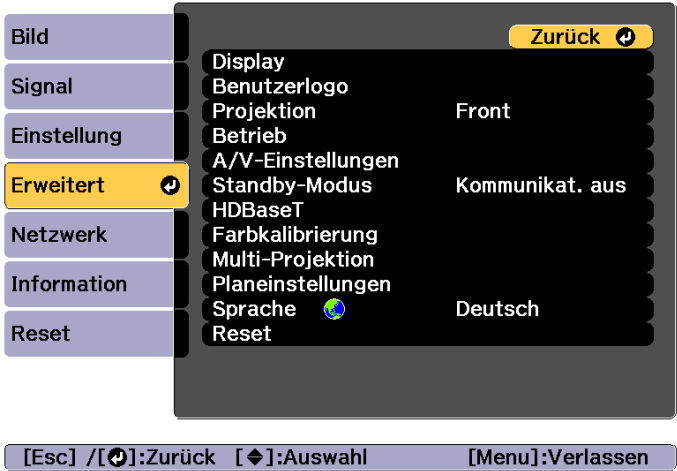 Bild
Signal
Einstellung
Erweitert
Netzwerk
Information
Reset
Zurück
Display
Benutzerlogo
Projektion Front
Betrieb
A/V-Einstellungen
Standby-Modus Kommunikat. aus
HDBaseT
Farbkalibrierung
Multi-Projektion
Planeinstellungen
Sprache Deutsch
Reset
[Esc] /[ ]:Zurück [ ]:Auswahl [Menu]:Verlassen